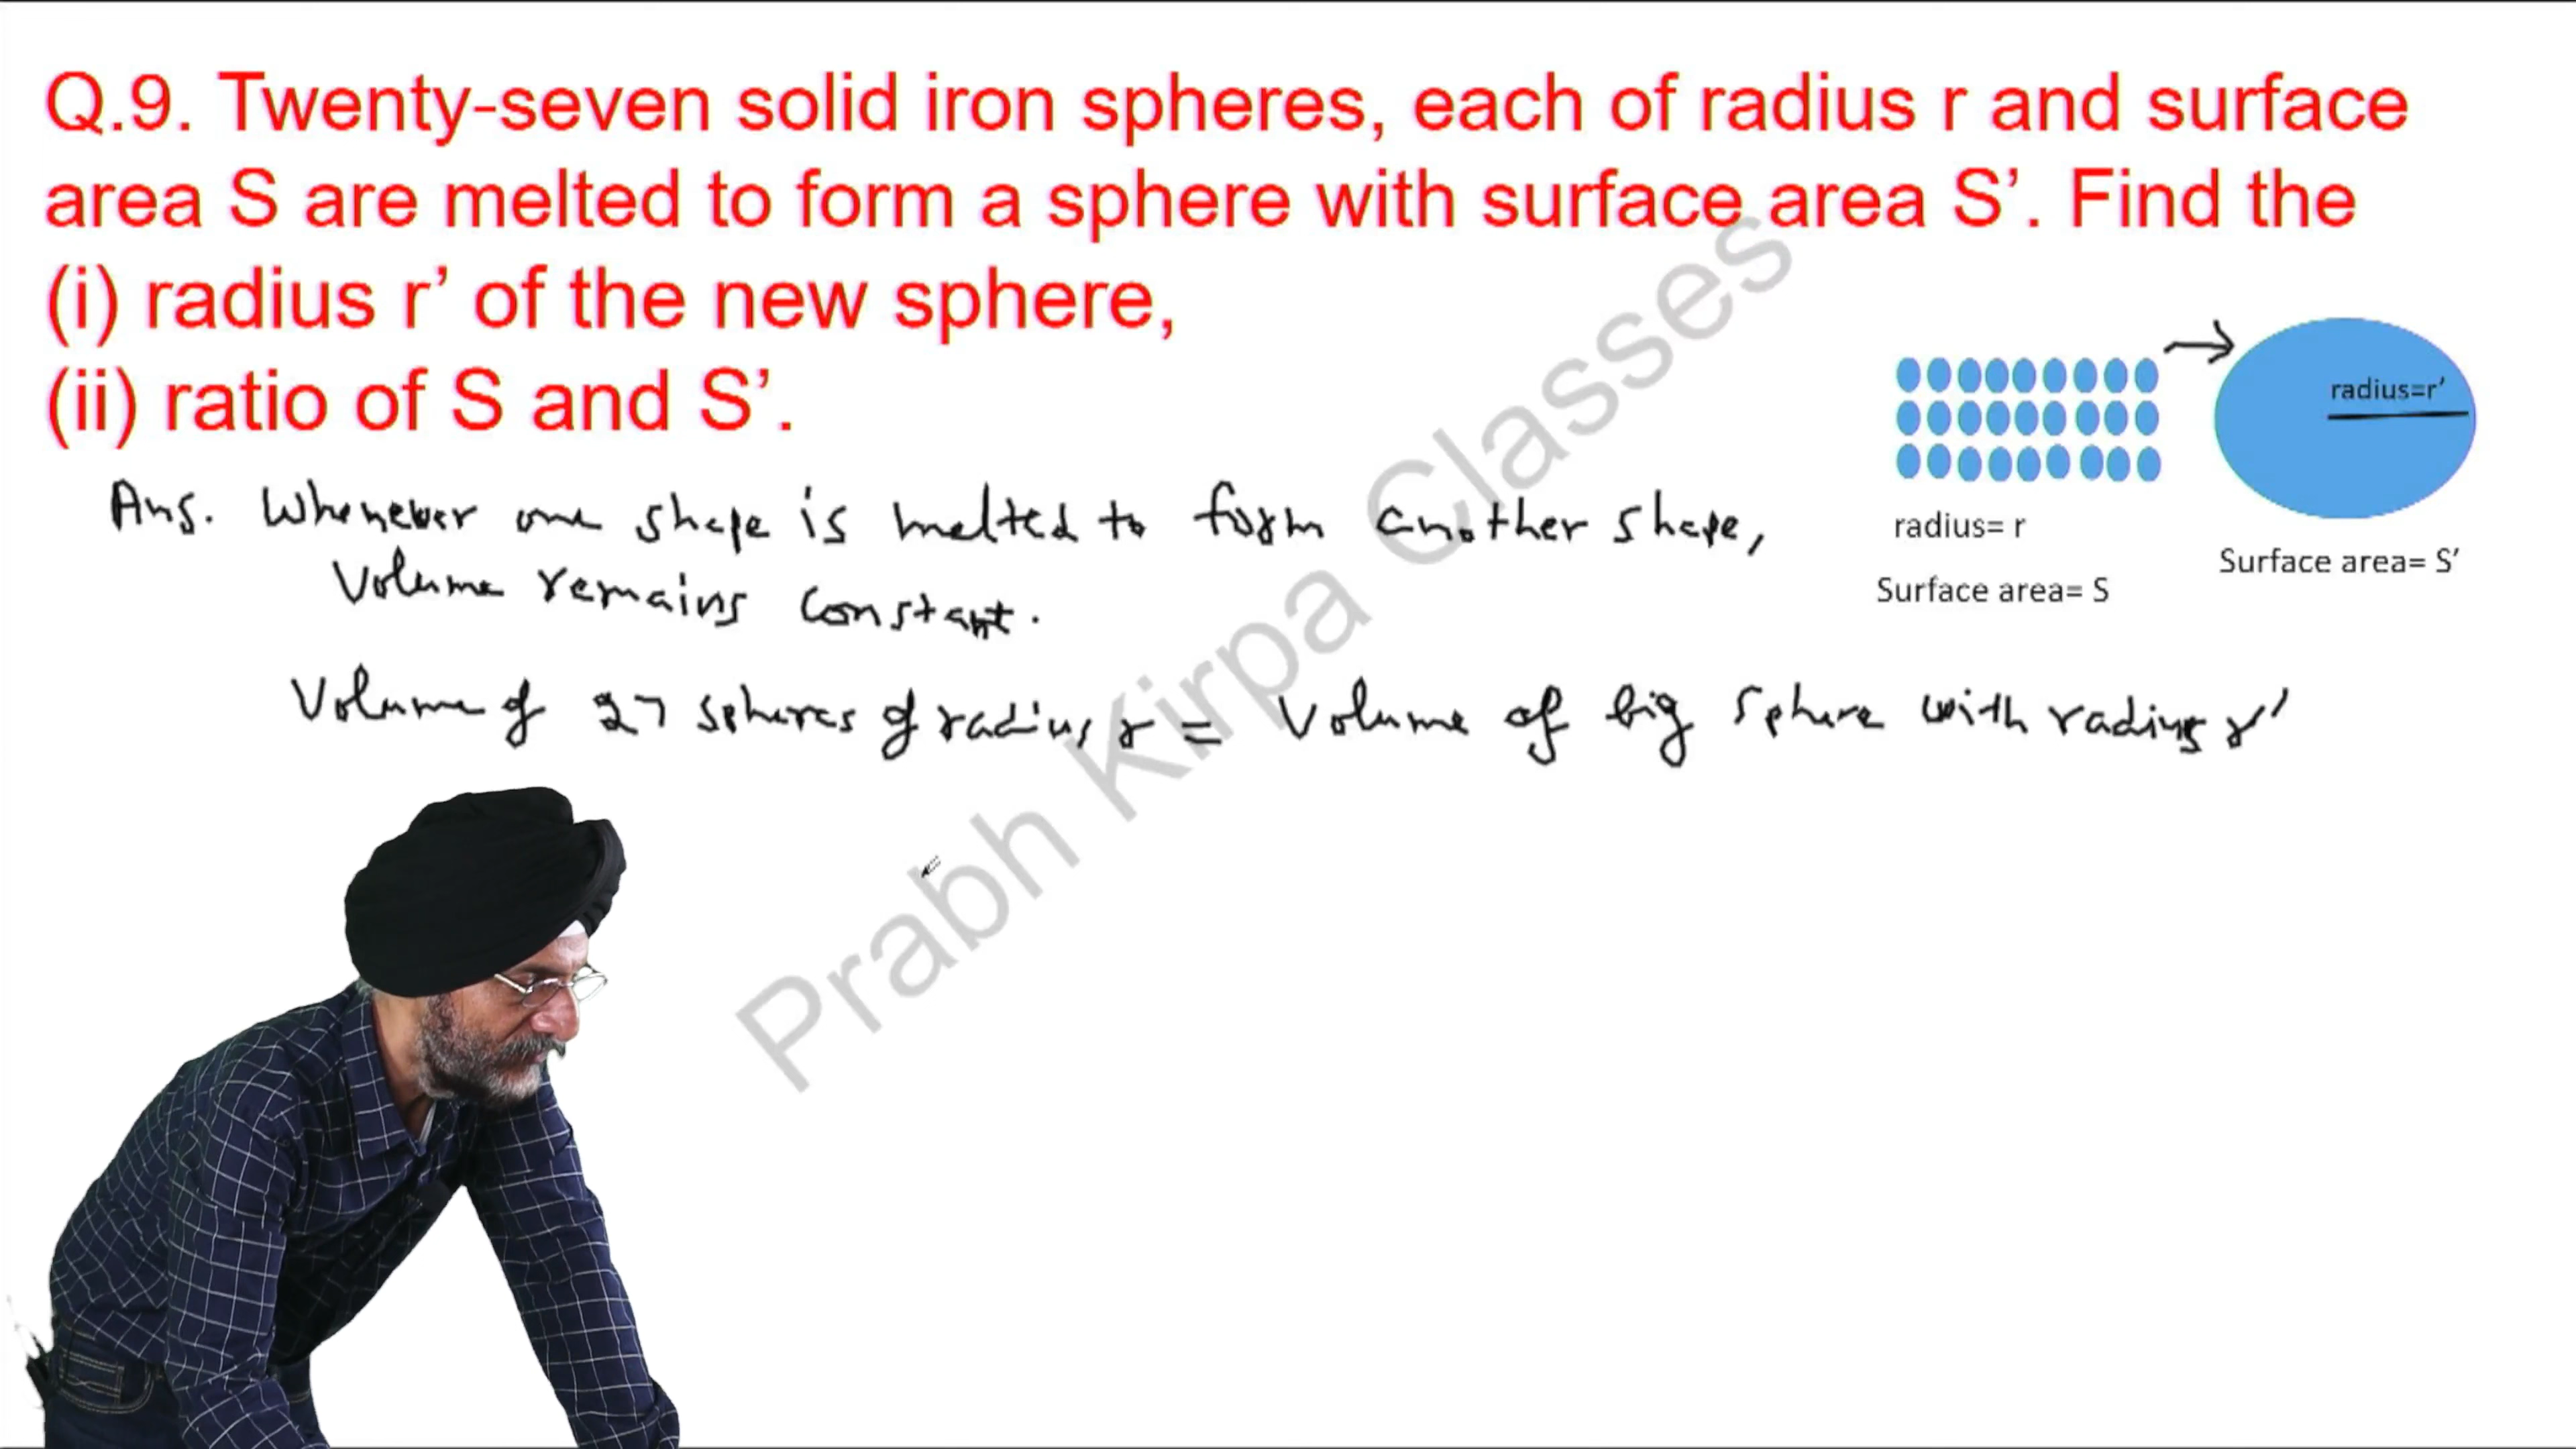 Q.9. Twenty-seven solid iron spheres, each of radius r and surface
area S are melted to form a sphere with surface area S’. Find the
(i) radius r’ of the new sphere,
(ii) ratio of S and S’.
radius=r’
radius= r
Surface area= S
Surface area= S’
Ans. Whenever one shape is melted to form another shape,
Volume remains constant.
Volume of 27 spheres of radius r = Volume of big sphere with radius r'
Prabh Kirpa Classes